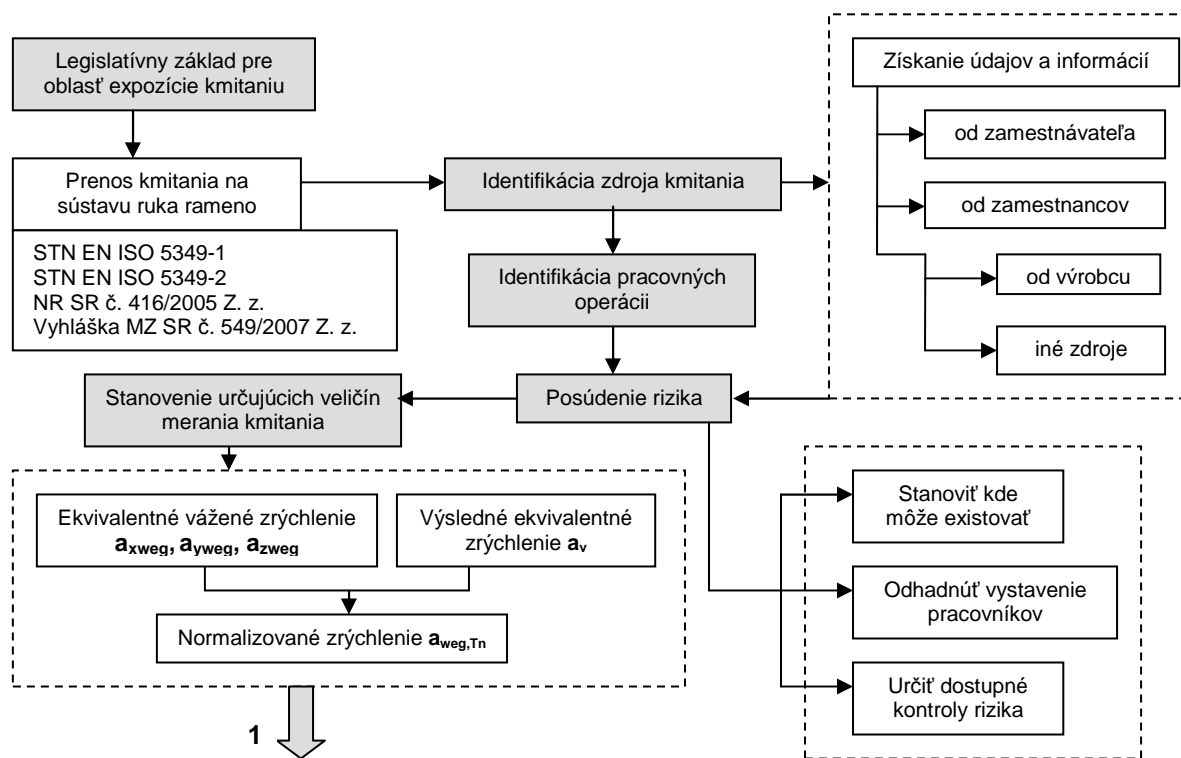 Legislatívny základ pre
oblasť expozície kmitaniu
Prenos kmitania na
sústavu ruka rameno
STN EN ISO 5349-1
STN EN ISO 5349-2
NR SR č. 416/2005 Z. z.
Vyhláška MZ SR č. 549/2007 Z. z.
Identifikácia zdroja kmitania
Identifikácia pracovných
operácii
Posúdenie rizika
Získanie údajov a informácií
od zamestnávateľa
od zamestnancov
od výrobcu
iné zdroje
Stanovenie určujúcich veličín
merania kmitania
Ekvivalentné vážené zrýchlenie
axweg, ayweg, azweg
Výsledné ekvivalentné
zrýchlenie av
Normalizované zrýchlenie aweg,Tn
1
Stanoviť kde
môže existovať
Odhadnúť vystavenie
pracovníkov
Určiť dostupné
kontroly rizika